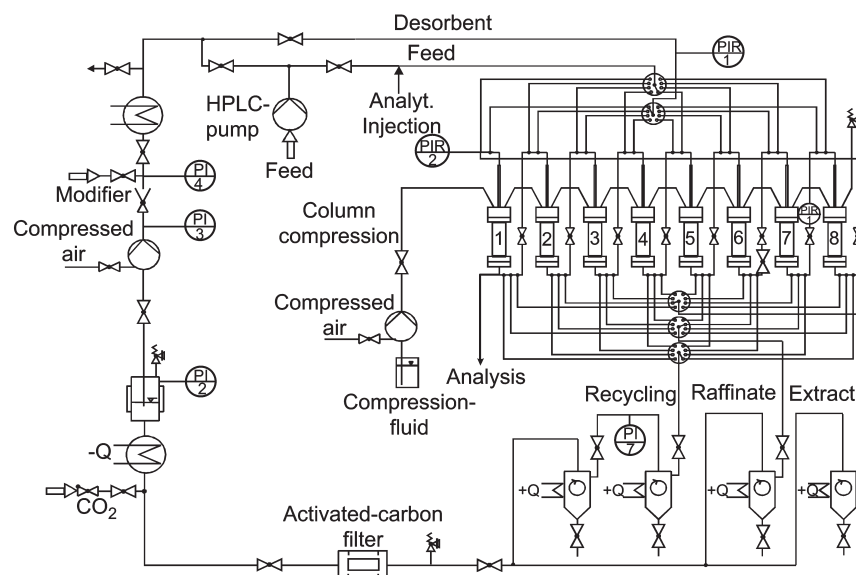 Desorbent
Feed
PIR
1
HPLC-
pump
Analyt.
Injection
Feed
PIR
2
PI
4
Modifier
PI
3
Compressed
air
Column
compression
PIR
1
1 2 3 4 5 6 7 8
Compressed
air
Compression-
fluid
Analysis
PI
2
Recycling Raffinate Extract
PI
7
-Q
+Q +Q +Q +Q
CO2
Activated-carbon
filter